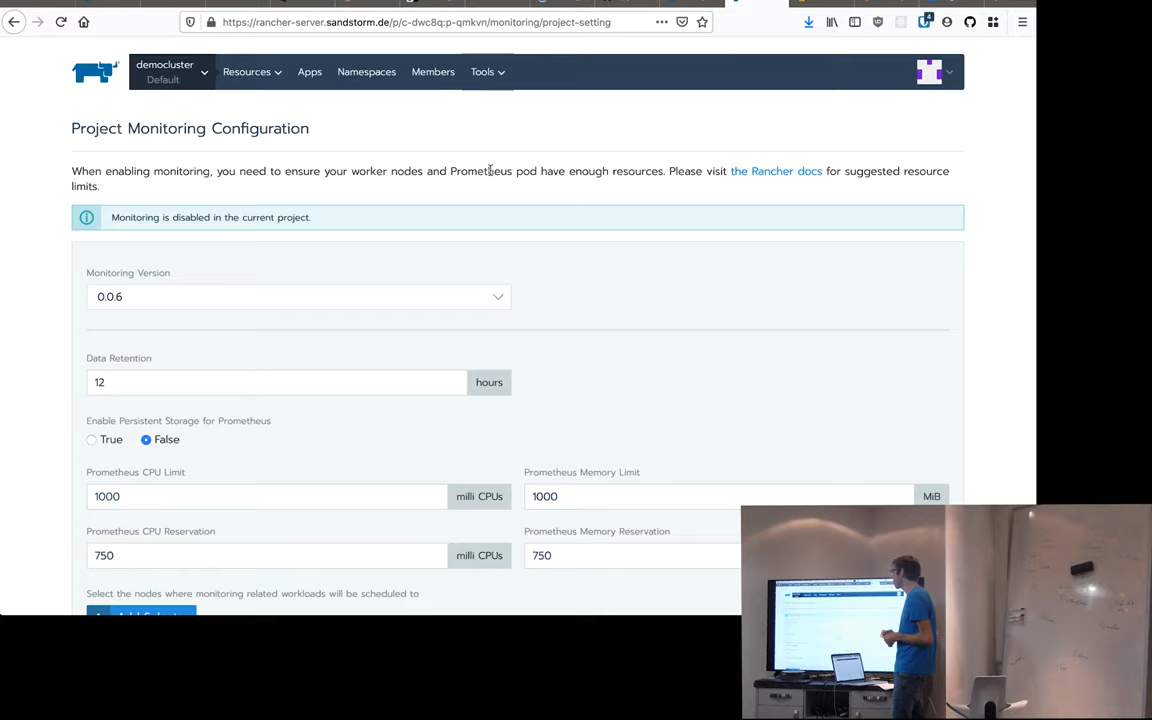 https://rancher-server.sandstorm.de/p/c-dwc8q:p-qmkvn/monitoring/project-setting
4
democluster
Default
Resources
Apps
Namespaces
Members
Tools
Project Monitoring Configuration
When enabling monitoring, you need to ensure your worker nodes and Prometheus pod have enough resources. Please visit the Rancher docs for suggested resource
limits.
Monitoring is disabled in the current project.
Monitoring Version
0.0.6
Data Retention
12 hours
Enable Persistent Storage for Prometheus
True False
Prometheus CPU Limit
Prometheus Memory Limit
1000 milli CPUs
1000 MiB
Prometheus CPU Reservation
Prometheus Memory Reservation
750 milli CPUs
750
Select the nodes where monitoring related workloads will be scheduled to